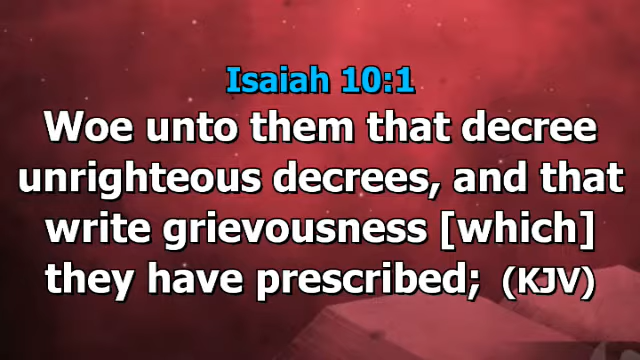 Isaiah 10:1
Woe unto them that decree
unrighteous decrees, and that
write grievousness [which]
they have prescribed; (KJV)